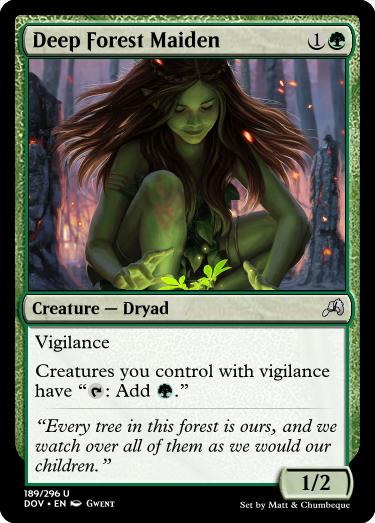 Deep Forest Maiden 1
Creature — Dryad
Vigilance
Creatures you control with vigilance
have “: Add .”
“Every tree in this forest is ours, and we
watch over all of them as we would our
children.”
1/2
189/296 U
DOV • EN Gwent
Set by Matt & Chumbeque